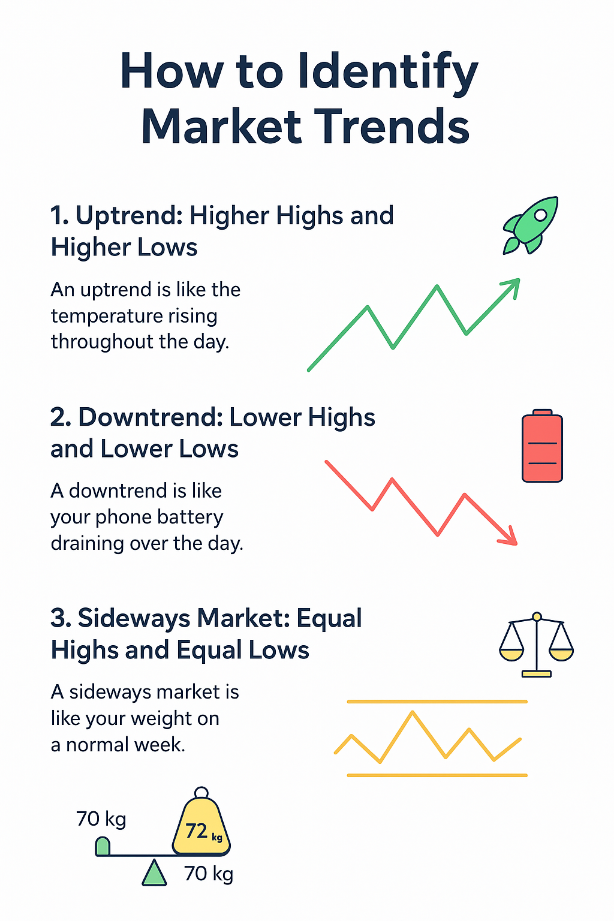 How to Identify
Market Trends
1. Uptrend: Higher Highs and
Higher Lows
An uptrend is like the
temperature rising
throughout the day.
2. Downtrend: Lower Highs
and Lower Lows
A downtrend is like
your phone battery
draining over the day.
3. Sideways Market: Equal
Highs and Equal Lows
A sideways market is
like your weight on
a normal week.
70 kg
72 kg
70 kg